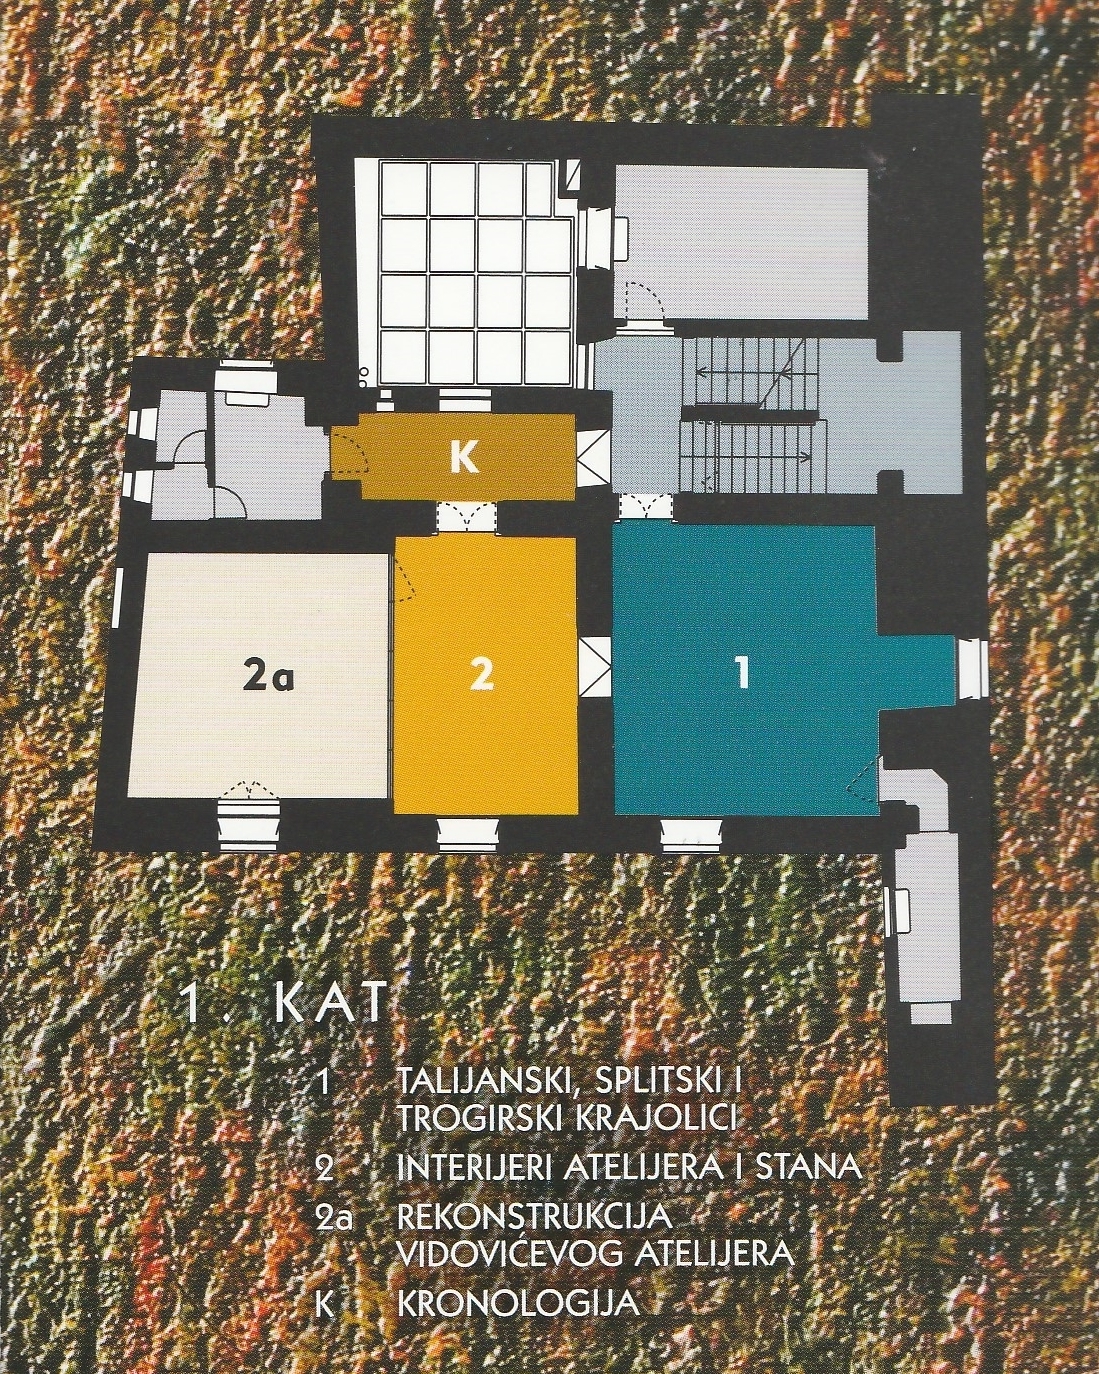 K
2a
2
1
1. KAT
1 TALIJANSKI, SPLITSKI I
TROGIRSKI KRAJOLICI
2 INTERIJERI ATELIJERA I STANA
2a REKONSTRUKCIJA
VIDOVIĆEVOG ATELIJERA
K KRONOLOGIJA